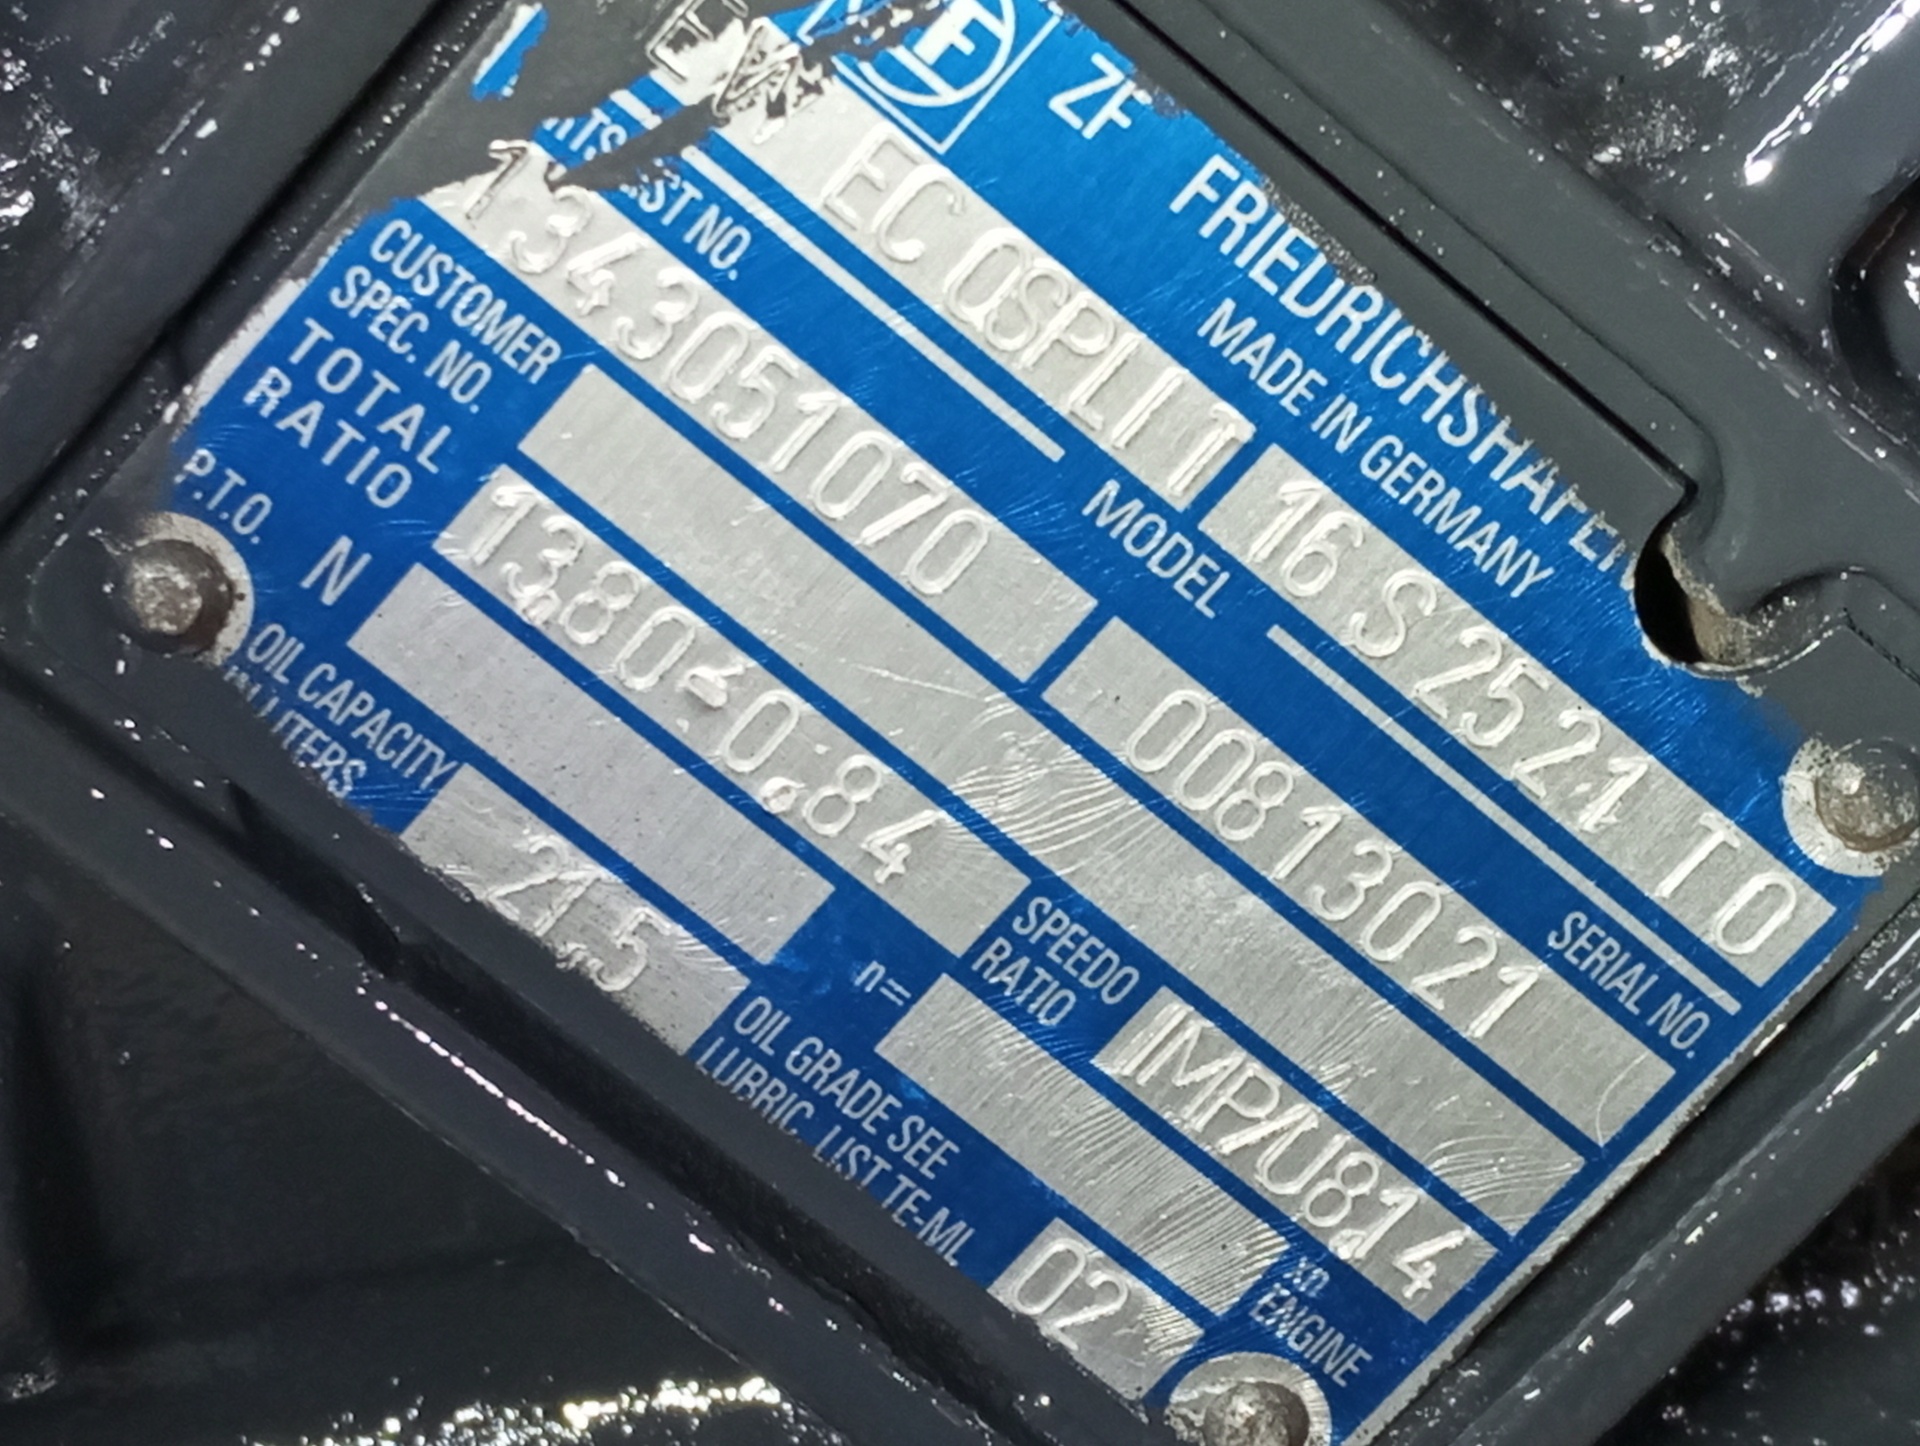 ZF FRIEDRICHSHAFEN
MADE IN GERMANY
ECOSPLIT 16 S 2521 TO
MODEL SERIAL NO.
PARTS LIST NO.
1343051070 00813021
CUSTOMER
SPEC. NO.
TOTAL
RATIO
13,80-0,84
SPEEDO
RATIO
IMP/U814
P.T.O.
N
n=
xn
ENGINE
OIL CAPACITY
IN LITERS
21,5
OIL GRADE SEE
LUBRIC. LIST TE-ML
02